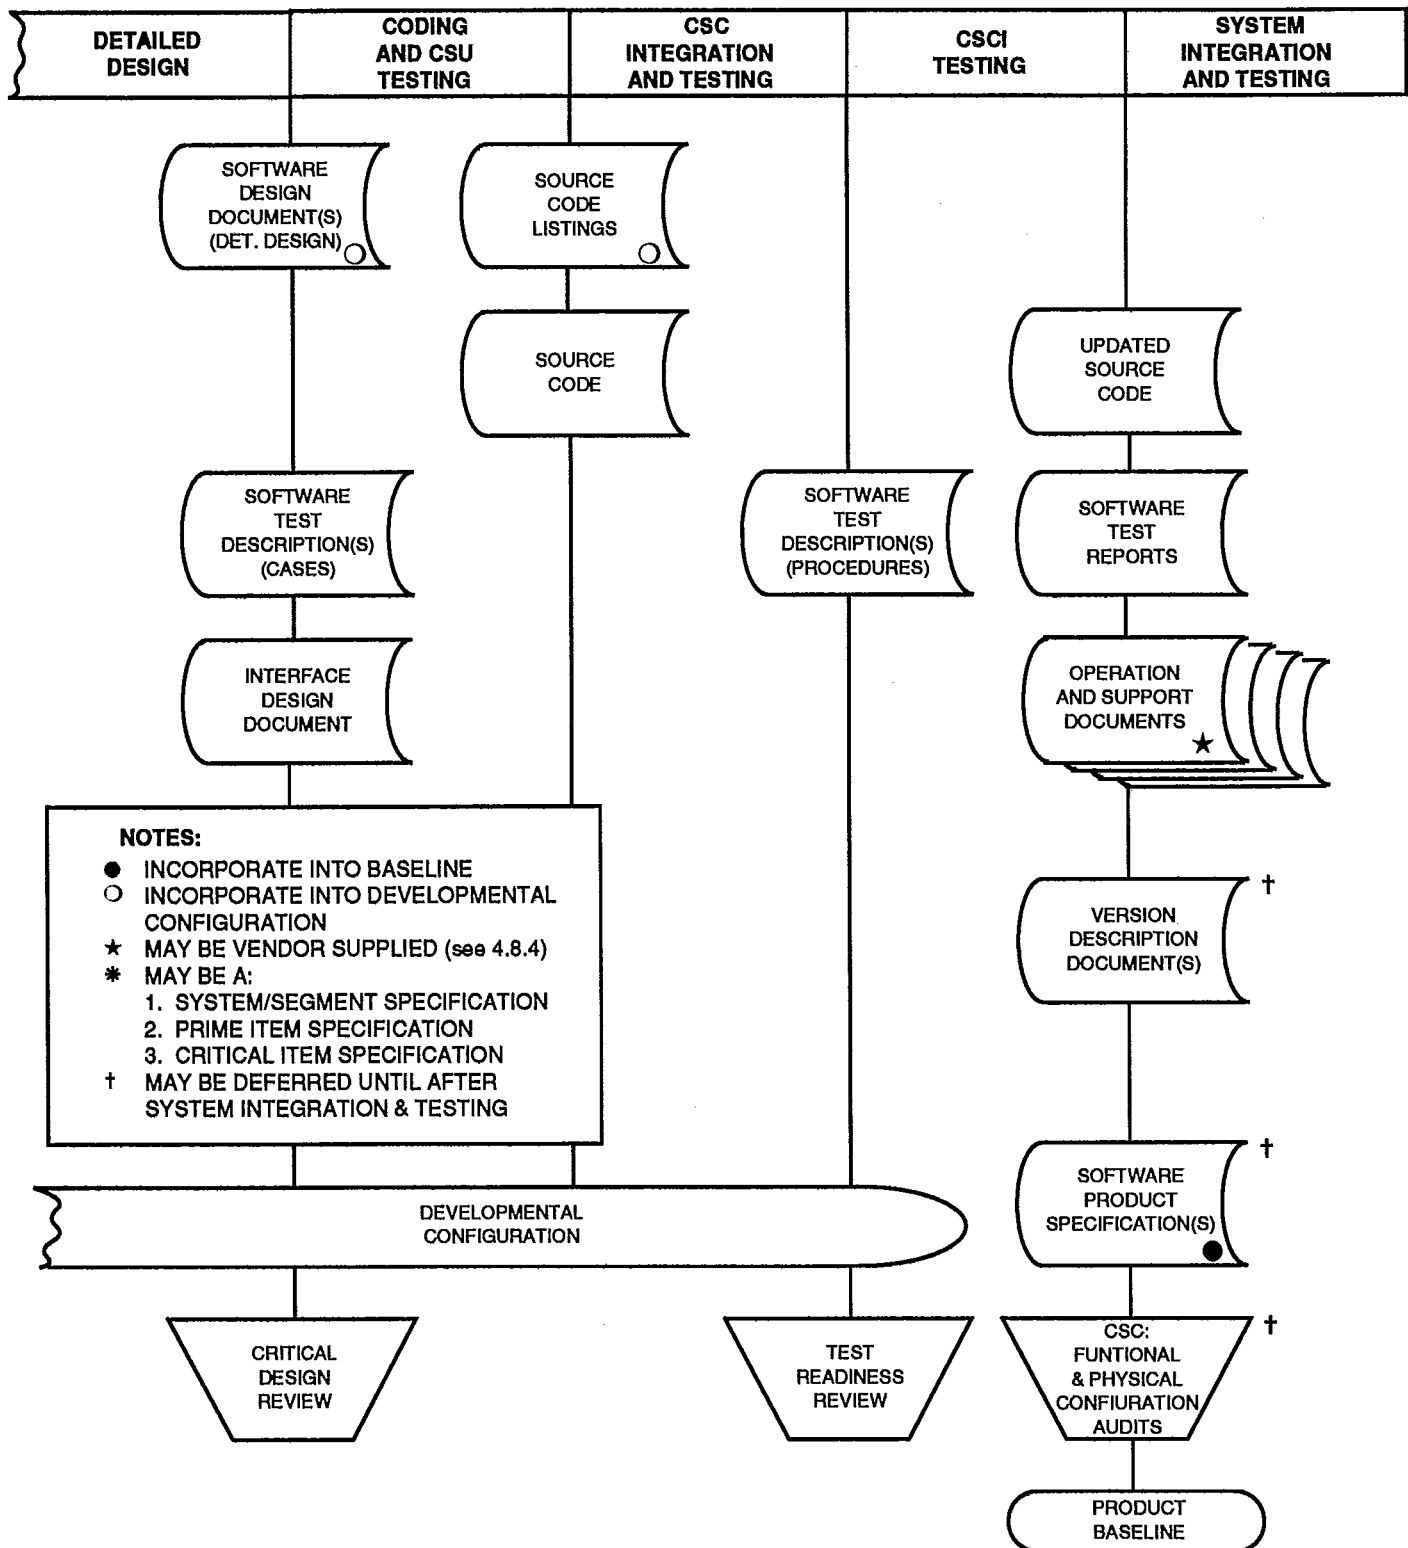 DETAILED
DESIGN
CODING
AND CSU
TESTING
CSC
INTEGRATION
AND TESTING
CSCI
TESTING
SYSTEM
INTEGRATION
AND TESTING
SOFTWARE
DESIGN
DOCUMENT(S)
(DET. DESIGN)
SOURCE
CODE
LISTINGS
SOURCE
CODE
UPDATED
SOURCE
CODE
SOFTWARE
TEST
DESCRIPTION(S)
(CASES)
SOFTWARE
TEST
DESCRIPTION(S)
(PROCEDURES)
SOFTWARE
TEST
REPORTS
INTERFACE
DESIGN
DOCUMENT
OPERATION
AND SUPPORT
DOCUMENTS
★
NOTES:
● INCORPORATE INTO BASELINE
○ INCORPORATE INTO DEVELOPMENTAL
CONFIGURATION
★ MAY BE VENDOR SUPPLIED (see 4.8.4)
✱ MAY BE A:
1. SYSTEM/SEGMENT SPECIFICATION
2. PRIME ITEM SPECIFICATION
3. CRITICAL ITEM SPECIFICATION
† MAY BE DEFERRED UNTIL AFTER
SYSTEM INTEGRATION & TESTING
†
VERSION
DESCRIPTION
DOCUMENT(S)
†
SOFTWARE
PRODUCT
SPECIFICATION(S)
DEVELOPMENTAL
CONFIGURATION
CRITICAL
DESIGN
REVIEW
TEST
READINESS
REVIEW
†
CSC:
FUNTIONAL
& PHYSICAL
CONFIURATION
AUDITS
PRODUCT
BASELINE